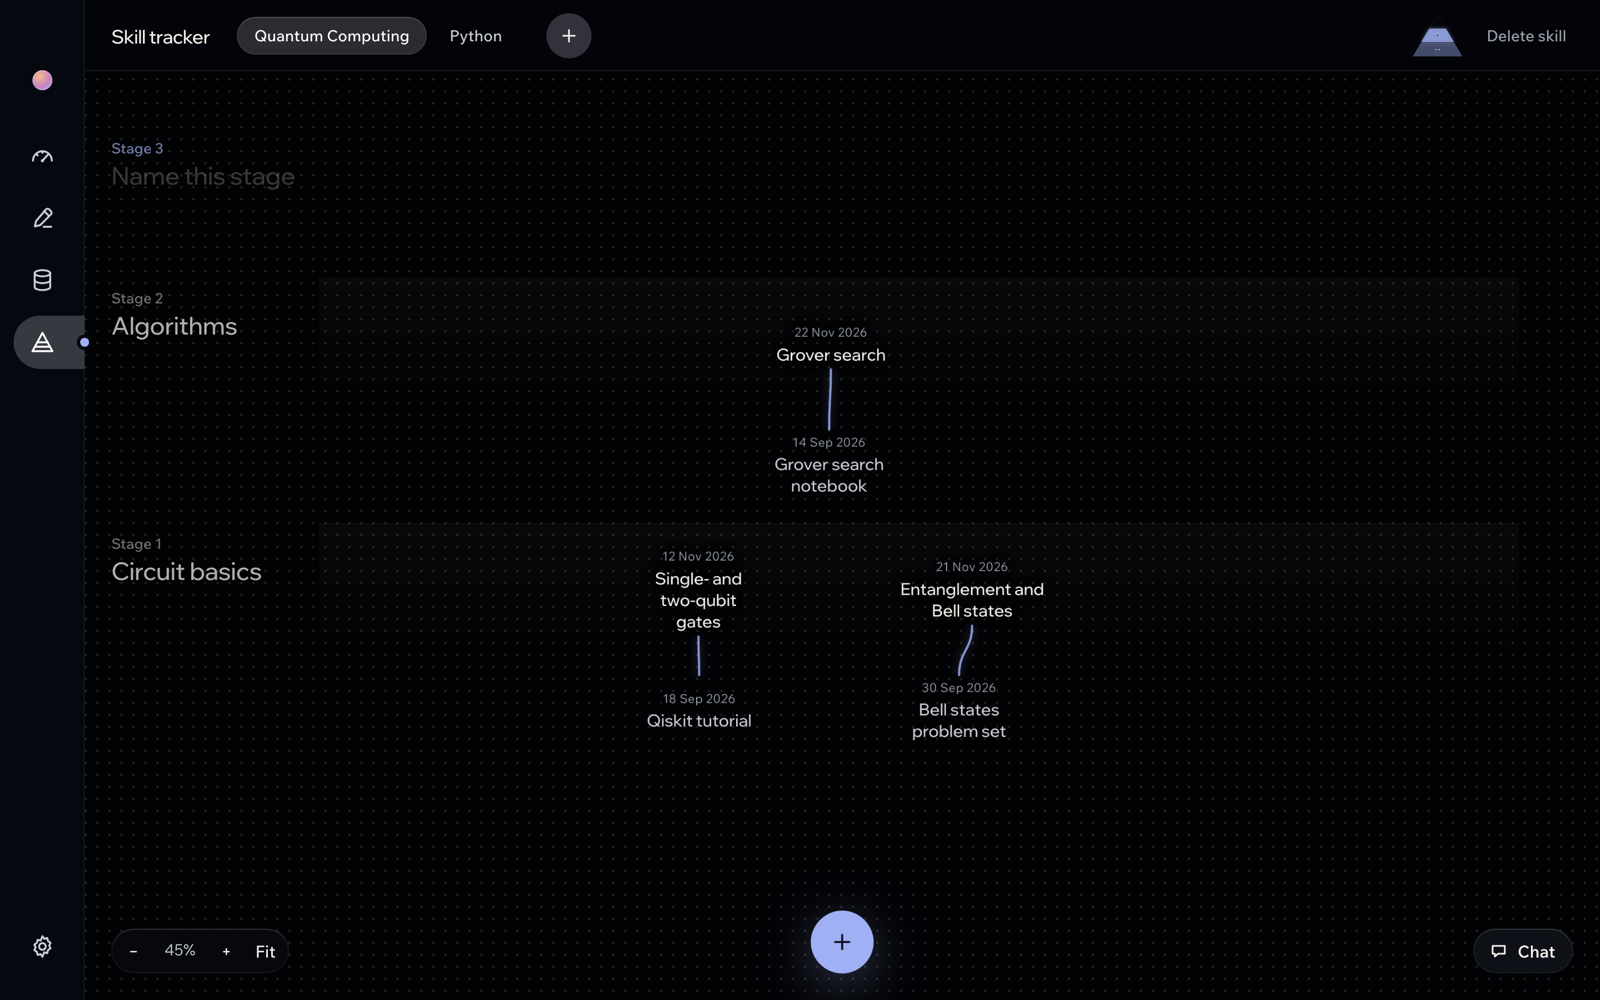 Skill tracker
Quantum Computing
Python
+
Delete skill
Stage 3
Name this stage
Stage 2
Algorithms
22 Nov 2026
Grover search
14 Sep 2026
Grover search
notebook
Stage 1
Circuit basics
12 Nov 2026
Single- and
two-qubit
gates
18 Sep 2026
Qiskit tutorial
21 Nov 2026
Entanglement and
Bell states
30 Sep 2026
Bell states
problem set
− 45% + Fit
+
Chat